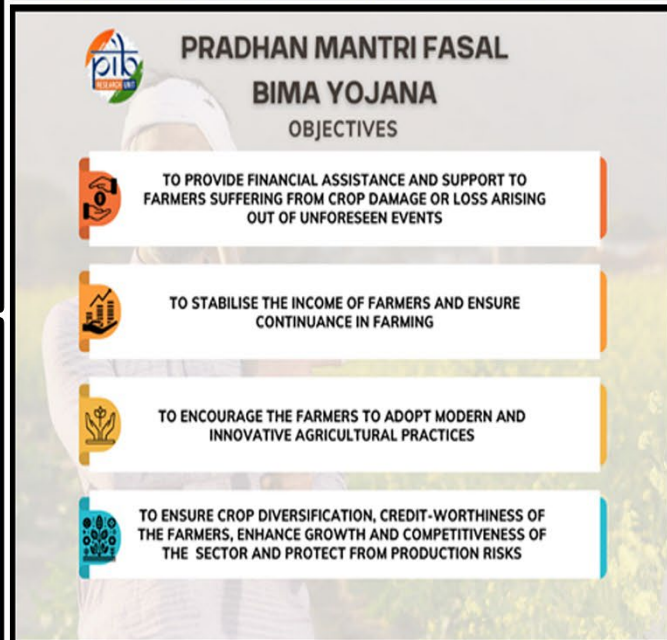 pib
RESEARCH UNIT
PRADHAN MANTRI FASAL
BIMA YOJANA
OBJECTIVES
TO PROVIDE FINANCIAL ASSISTANCE AND SUPPORT TO
FARMERS SUFFERING FROM CROP DAMAGE OR LOSS ARISING
OUT OF UNFORESEEN EVENTS
TO STABILISE THE INCOME OF FARMERS AND ENSURE
CONTINUANCE IN FARMING
TO ENCOURAGE THE FARMERS TO ADOPT MODERN AND
INNOVATIVE AGRICULTURAL PRACTICES
TO ENSURE CROP DIVERSIFICATION, CREDIT-WORTHINESS OF
THE FARMERS, ENHANCE GROWTH AND COMPETITIVENESS OF
THE SECTOR AND PROTECT FROM PRODUCTION RISKS